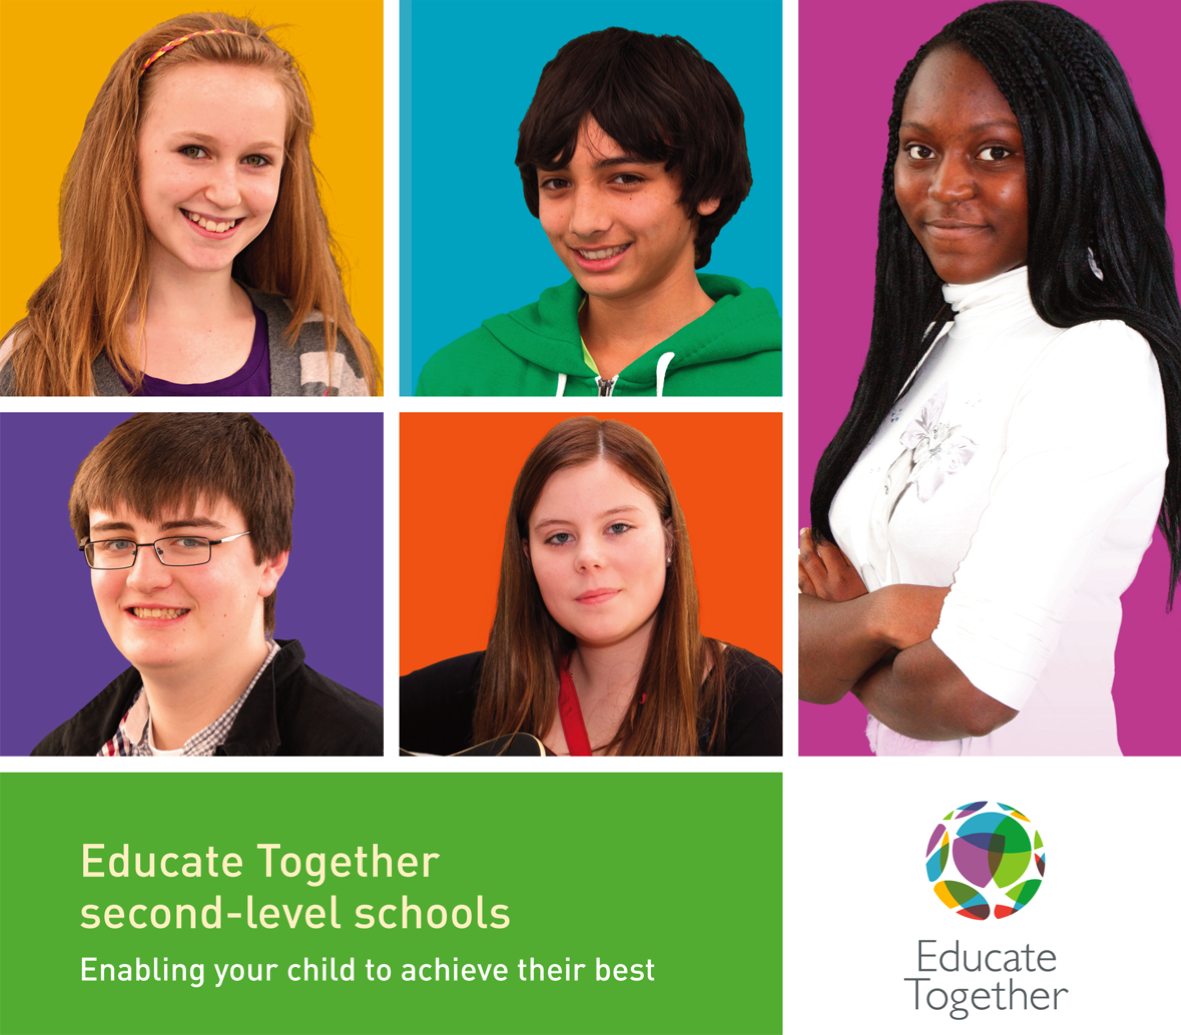 Educate Together
second-level schools
Enabling your child to achieve their best
Educate
Together